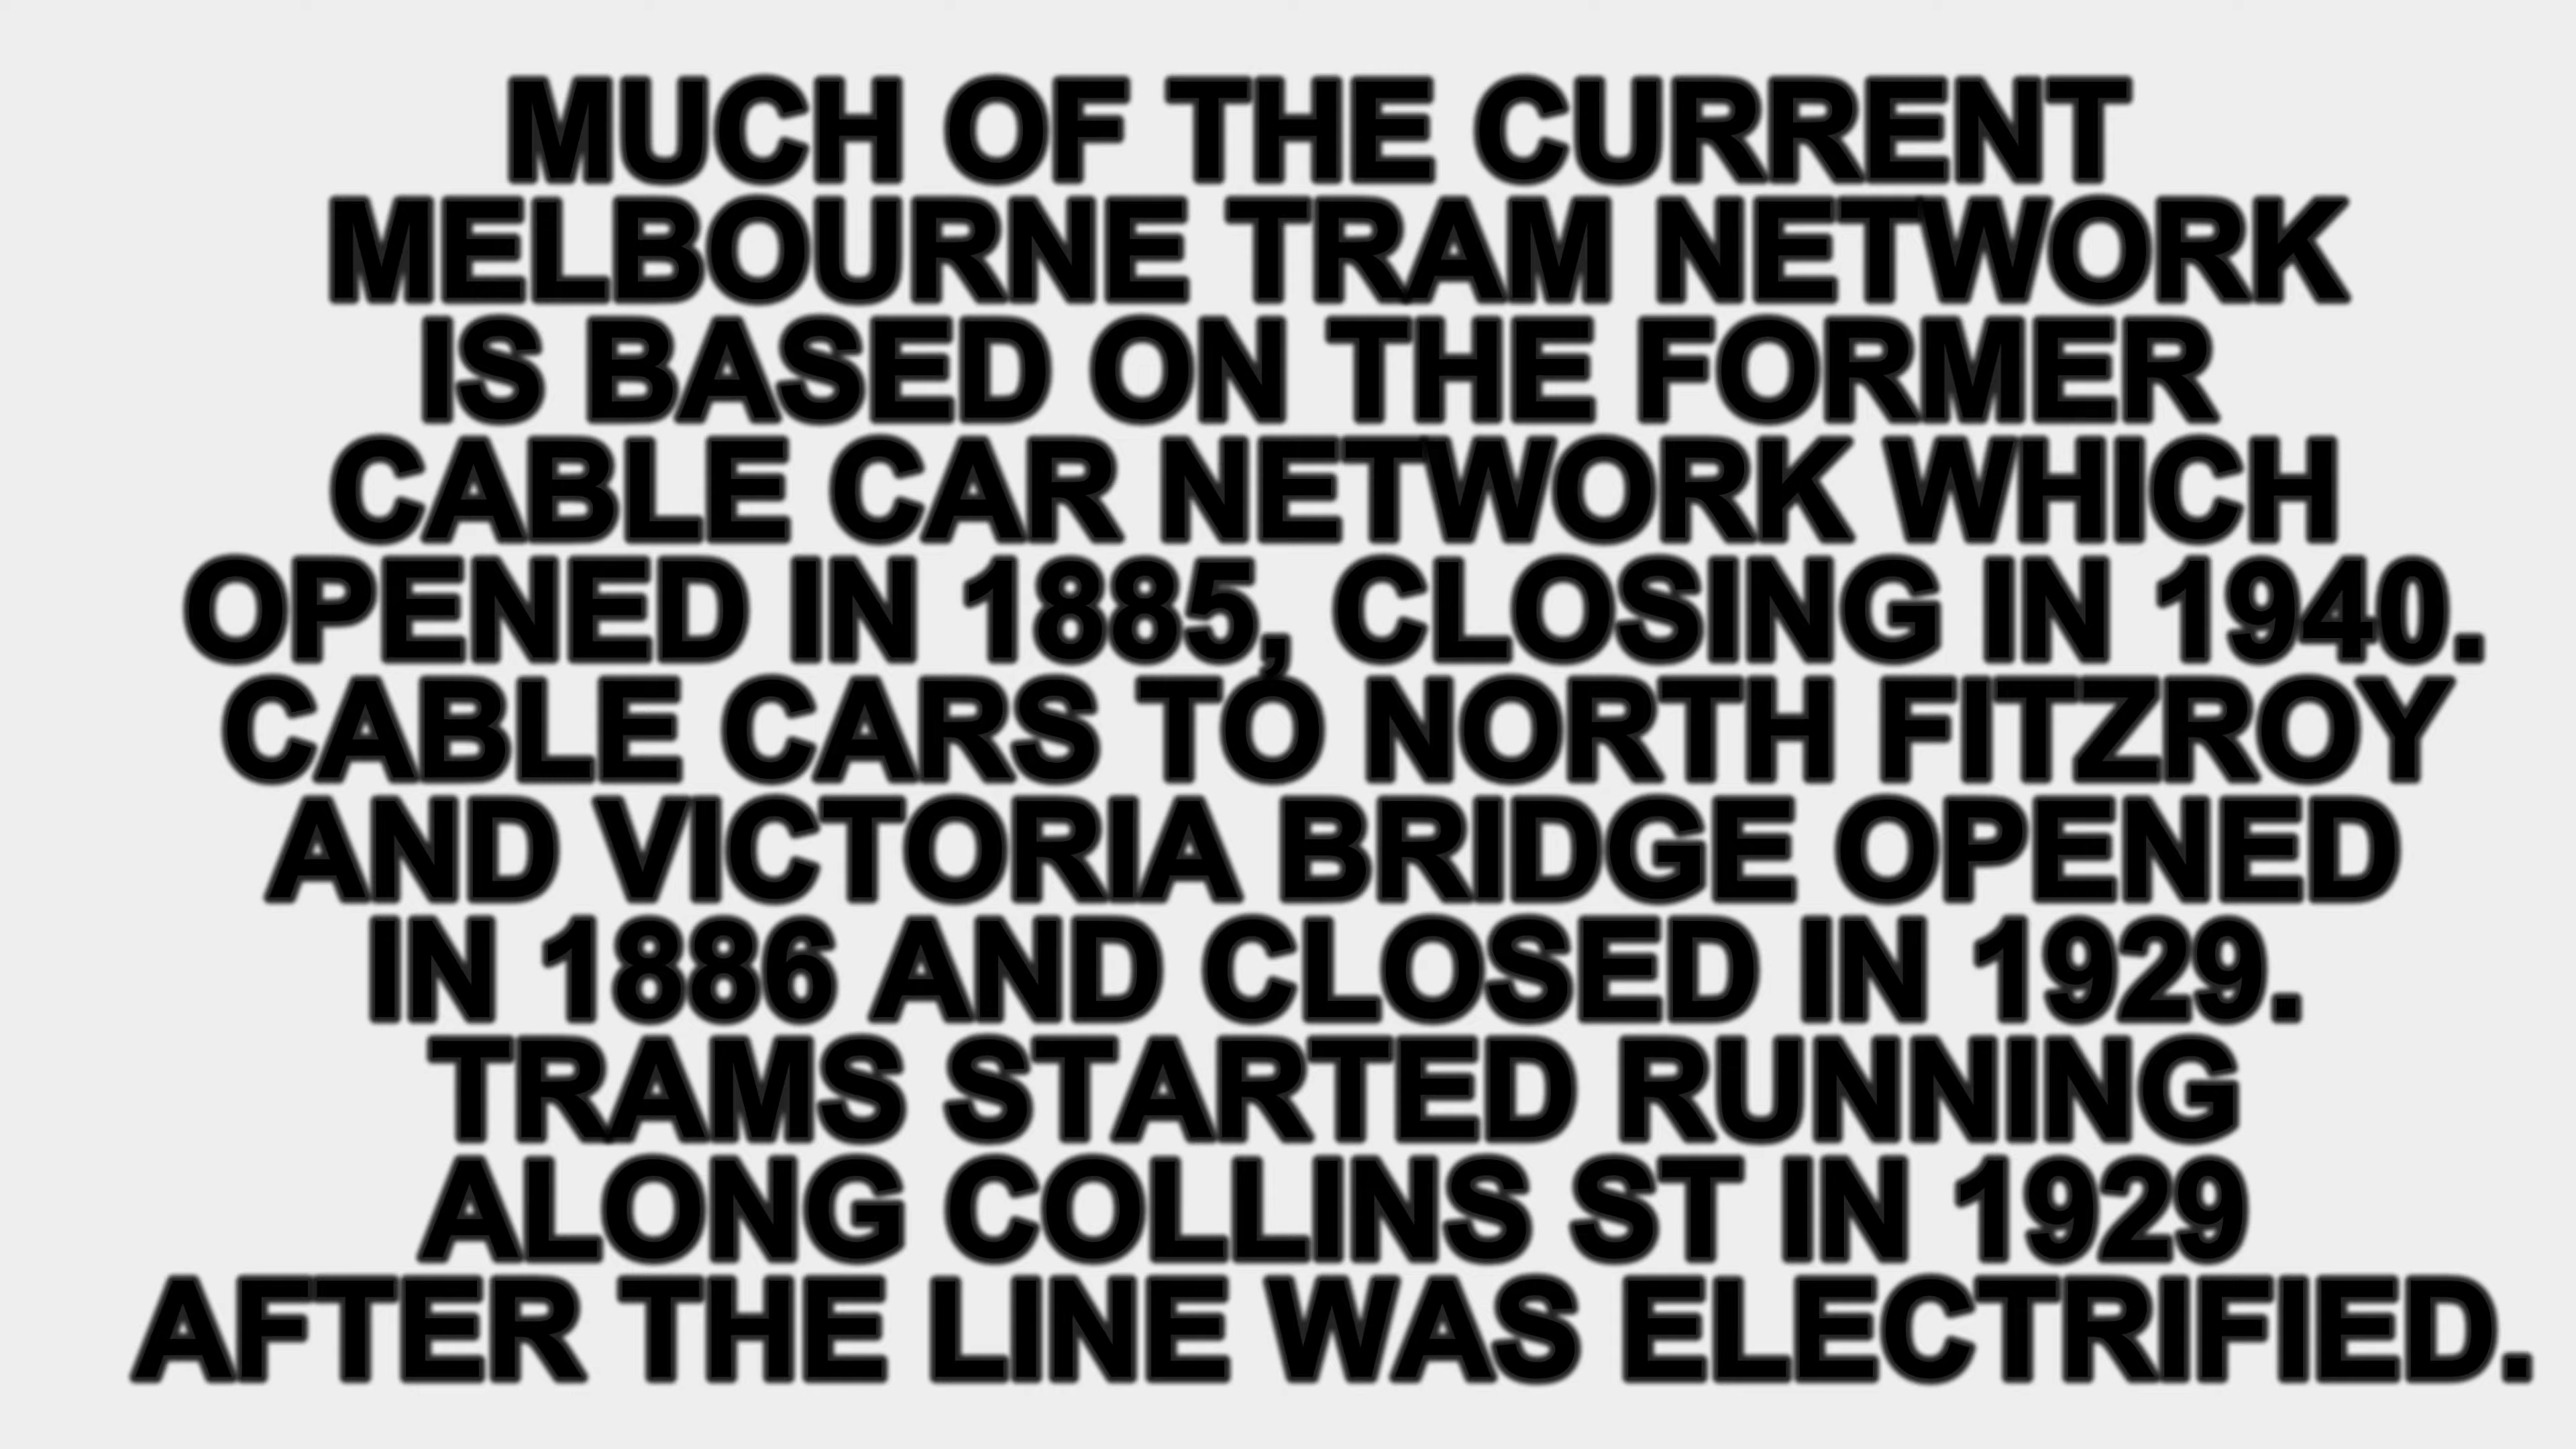 MUCH OF THE CURRENT
MELBOURNE TRAM NETWORK
IS BASED ON THE FORMER
CABLE CAR NETWORK WHICH
OPENED IN 1885, CLOSING IN 1940.
CABLE CARS TO NORTH FITZROY
AND VICTORIA BRIDGE OPENED
IN 1886 AND CLOSED IN 1929.
TRAMS STARTED RUNNING
ALONG COLLINS ST IN 1929
AFTER THE LINE WAS ELECTRIFIED.